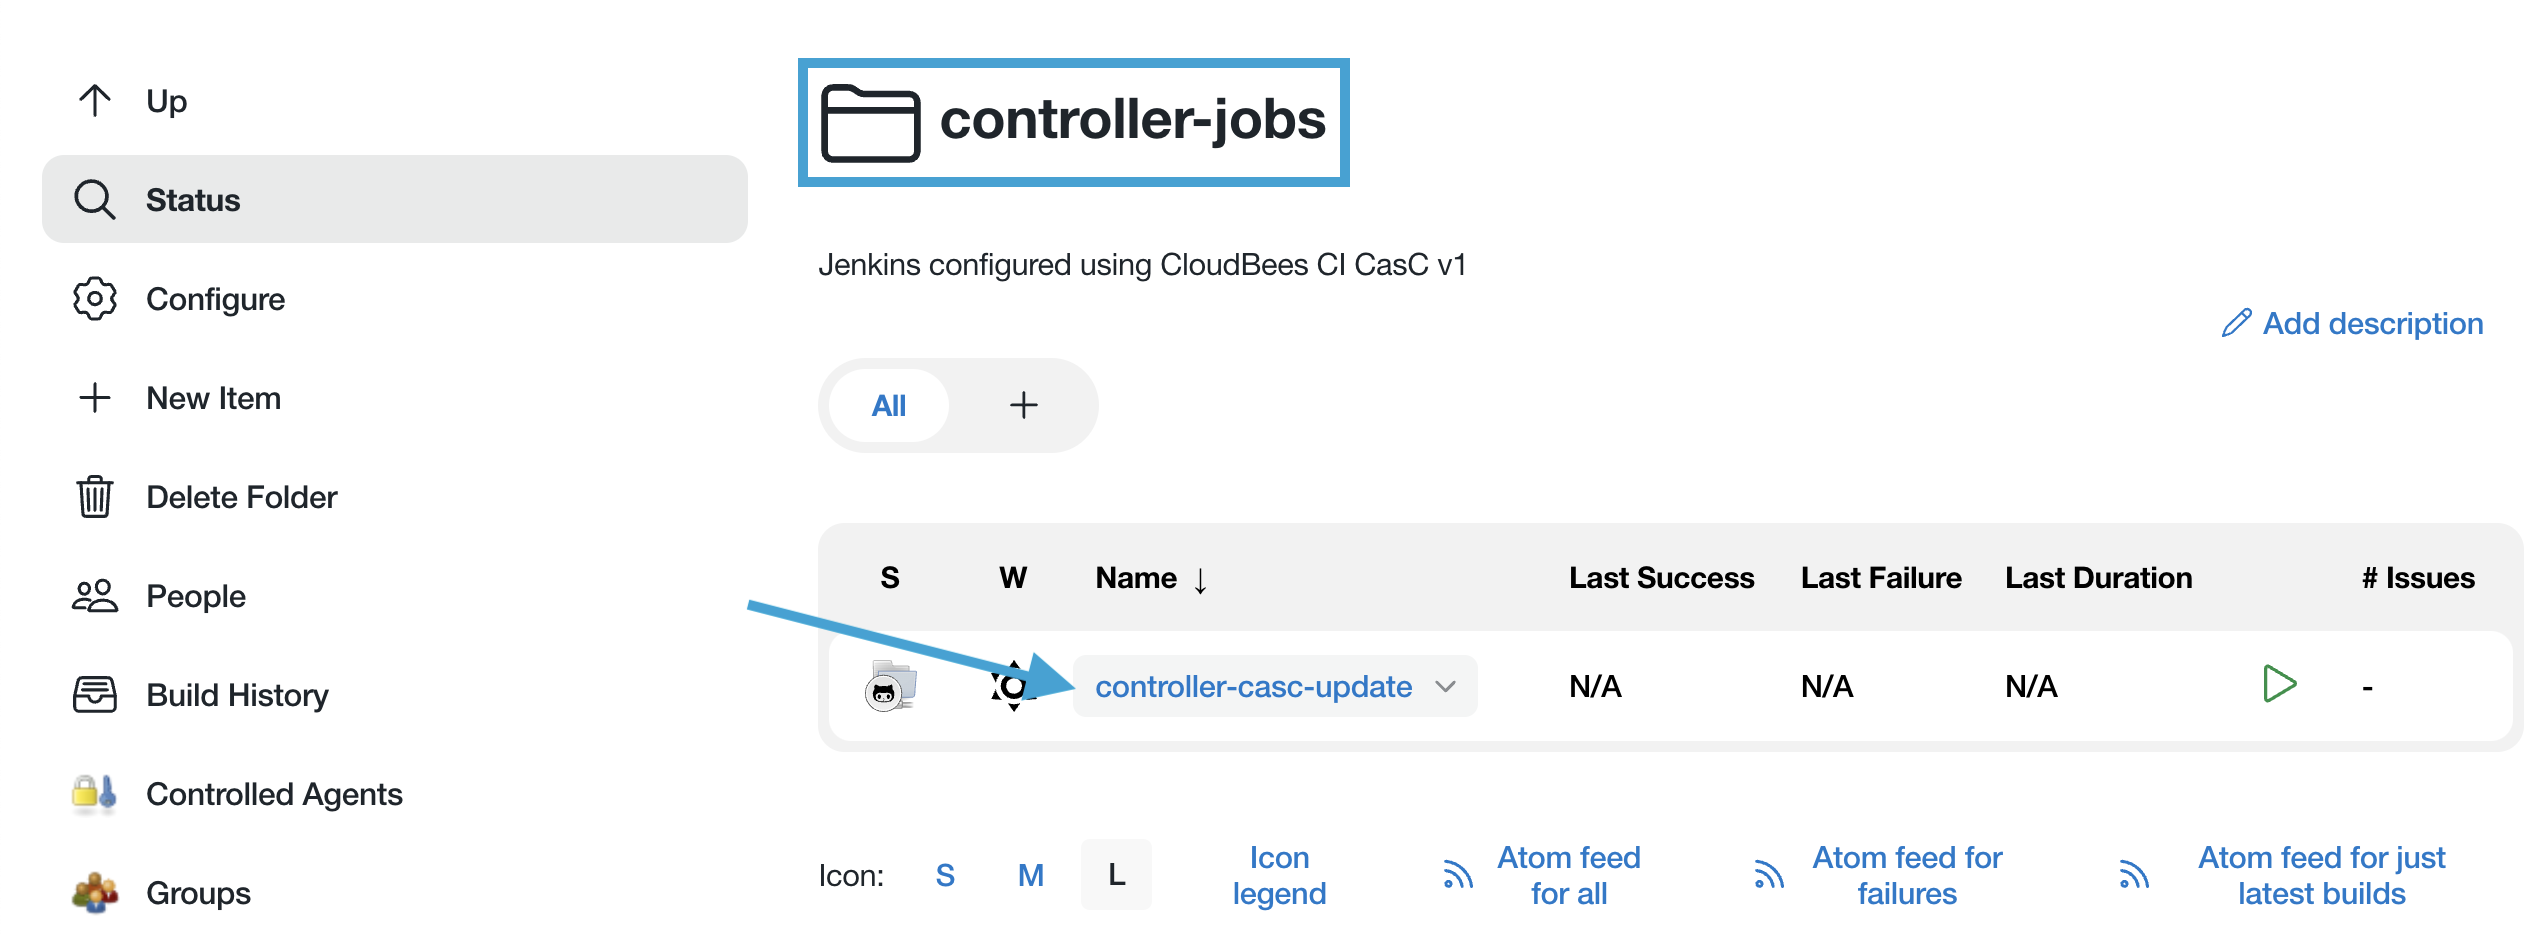 Up
Status
Configure
New Item
Delete Folder
People
Build History
Controlled Agents
Groups
controller-jobs
Jenkins configured using CloudBees CI CasC v1
Add description
All +
S W Name ↓ Last Success Last Failure Last Duration # Issues
controller-casc-update N/A N/A N/A -
Icon: S M L
Icon
legend
Atom feed
for all
Atom feed for
failures
Atom feed for just
latest builds